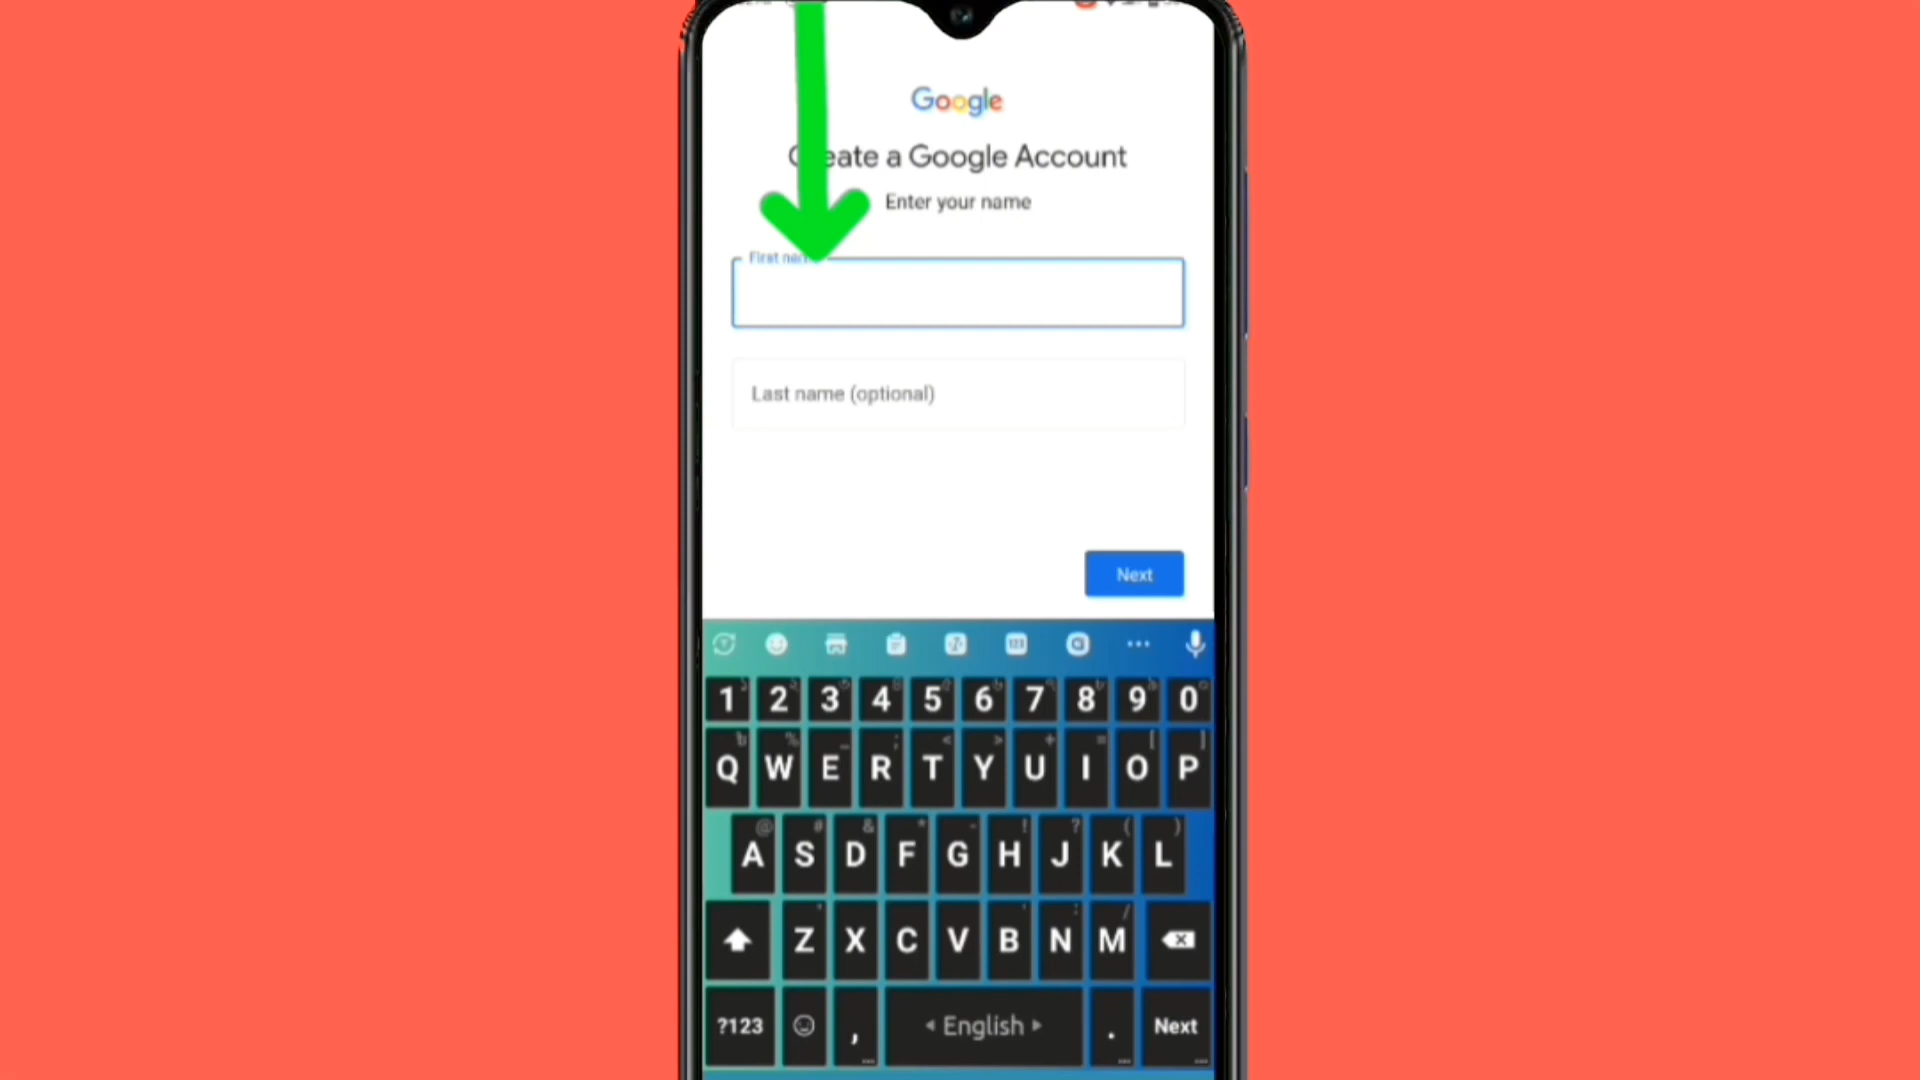 Google
Create a Google Account
Enter your name
First name
Last name (optional)
Next
1 2 3 4 5 6 7 8 9 0
% _ ; < > + = [ ]
Q W E R T Y U I O P
@ # & * - ! ? ( )
A S D F G H J K L
Z X C V B N M
?123 , English . Next